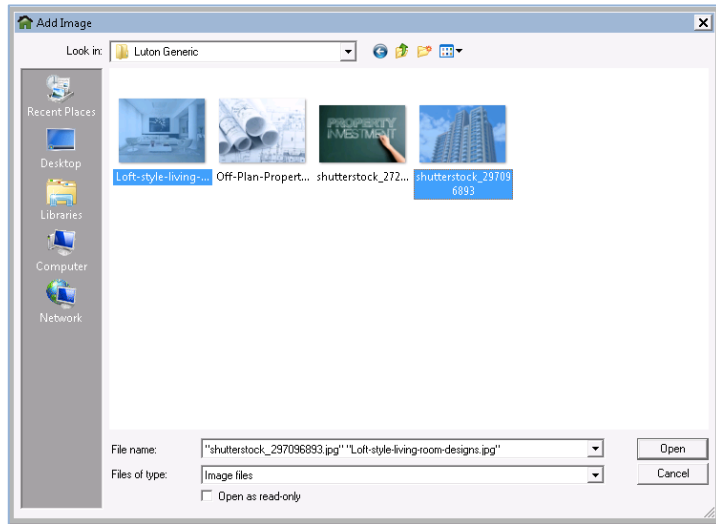 Add Image
Look in:
Luton Generic
Recent Places
Desktop
Libraries
Computer
Network
PROPERTY
INVESTMENT
Loft-style-living-...
Off-Plan-Propert...
shutterstock_272...
shutterstock_29709
6893
File name:
"shutterstock_297096893.jpg" "Loft-style-living-room-designs.jpg"
Open
Files of type:
Image files
Cancel
Open as read-only